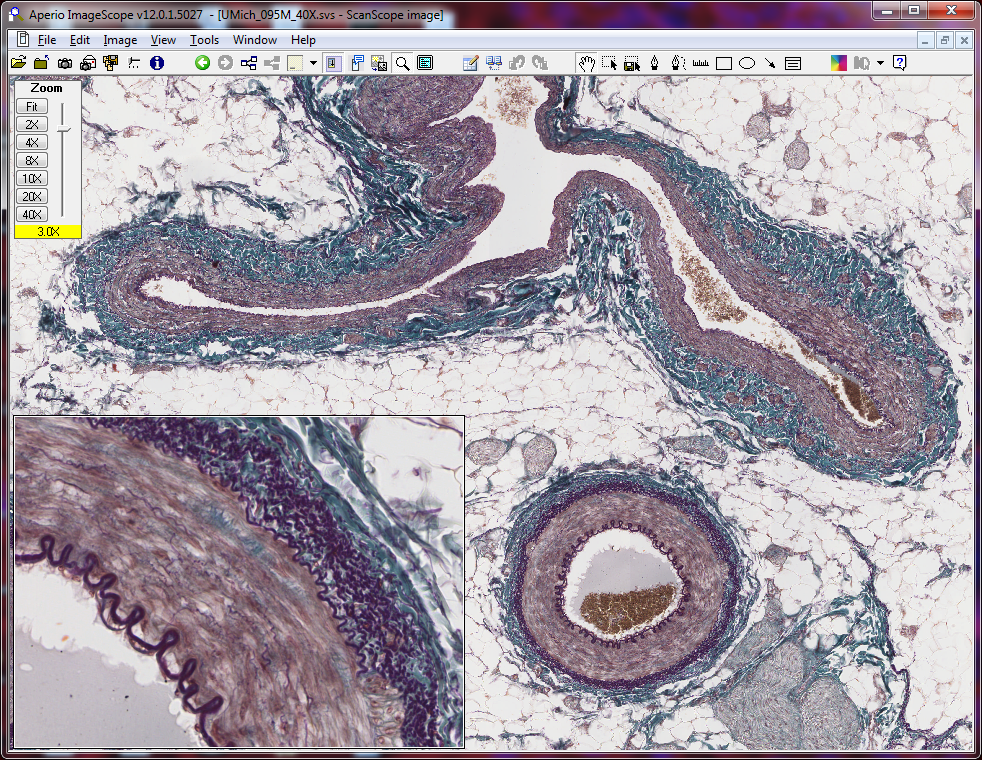 Aperio ImageScope v12.0.1.5027 - [UMich_095M_40X.svs - ScanScope image]
File Edit Image View Tools Window Help
Zoom
Fit
2X
4X
8X
10X
20X
40X
3.0X